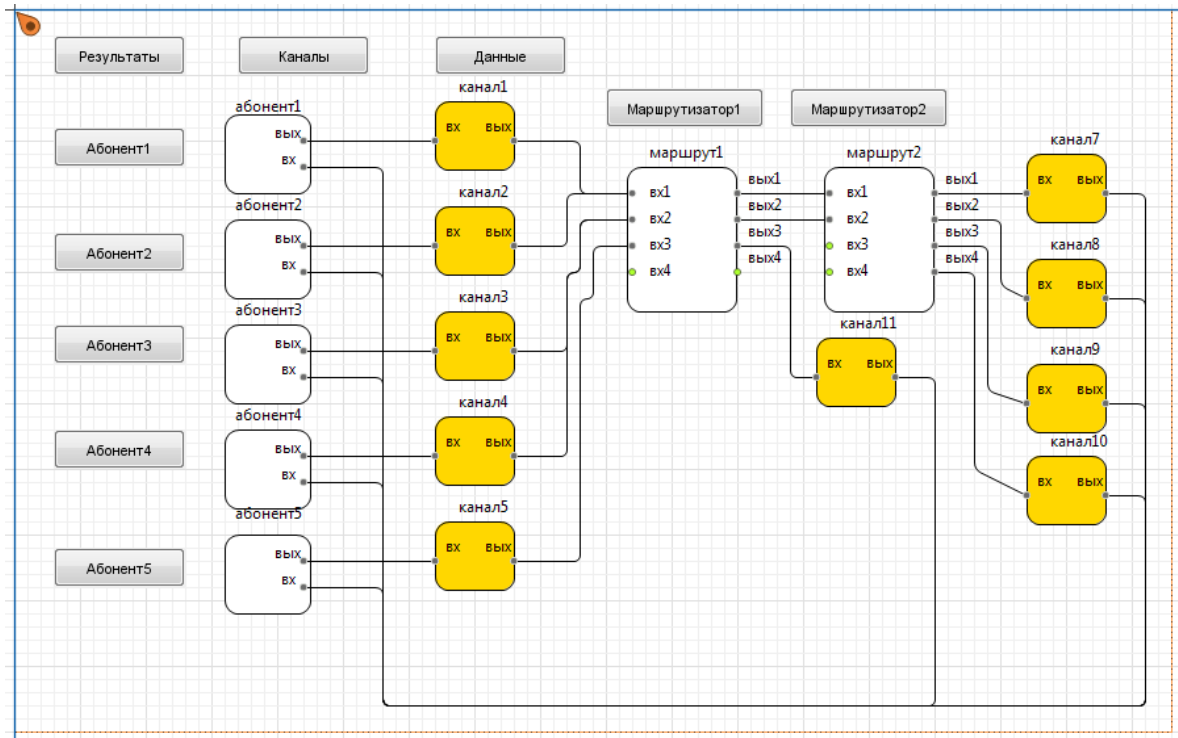 Результаты
Каналы
Данные
Абонент1
Абонент2
Абонент3
Абонент4
Абонент5
абонент1
вых
вх
абонент2
вых
вх
абонент3
вых
вх
абонент4
вых
вх
абонент5
вых
вх
канал1
вх вых
канал2
вх вых
канал3
вх вых
канал4
вх вых
канал5
вх вых
Маршрутизатор1
Маршрутизатор2
маршрут1
вх1
вх2
вх3
вх4
вых1
вых2
вых3
вых4
маршрут2
вх1
вх2
вх3
вх4
вых1
вых2
вых3
вых4
канал11
вх вых
канал7
вх вых
канал8
вх вых
канал9
вх вых
канал10
вх вых